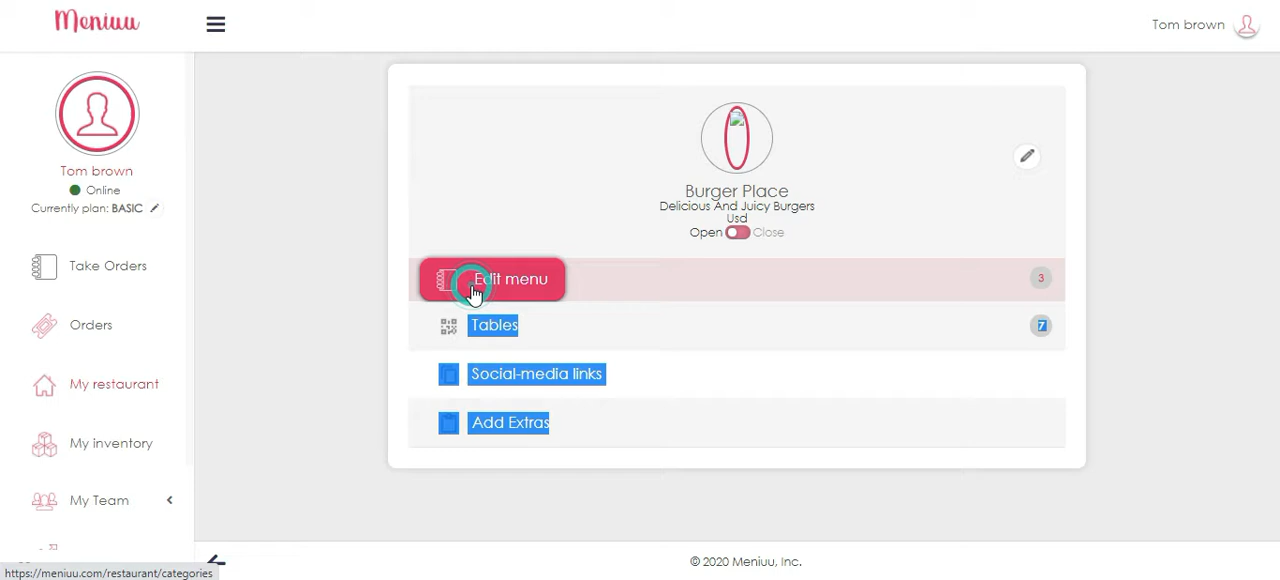 Meniuu
Tom brown
Tom brown
Online
Currently plan: BASIC
Take Orders
Orders
My restaurant
My inventory
My Team
Burger Place
Delicious And Juicy Burgers
Usd
Open Close
Edit menu 3
Tables 7
Social-media links
Add Extras
© 2020 Meniuu, Inc.
https://meniuu.com/restaurant/categories